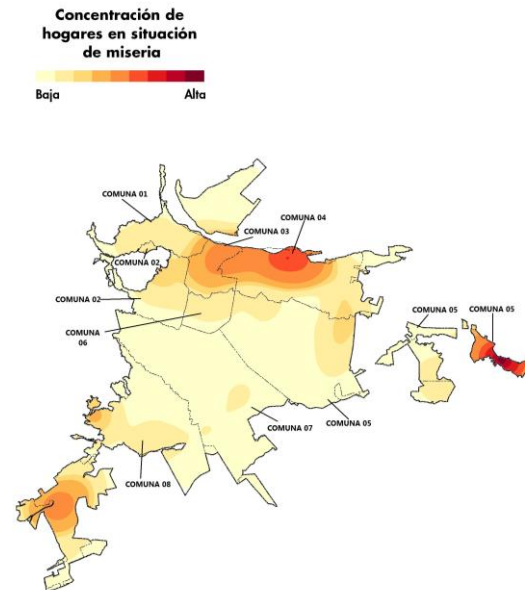 Concentración de
hogares en situación
de miseria
Baja Alta
COMUNA 01
COMUNA 04
COMUNA 03
COMUNA 02
COMUNA 02
COMUNA 05
COMUNA 05
COMUNA
06
COMUNA 07
COMUNA 05
COMUNA 08